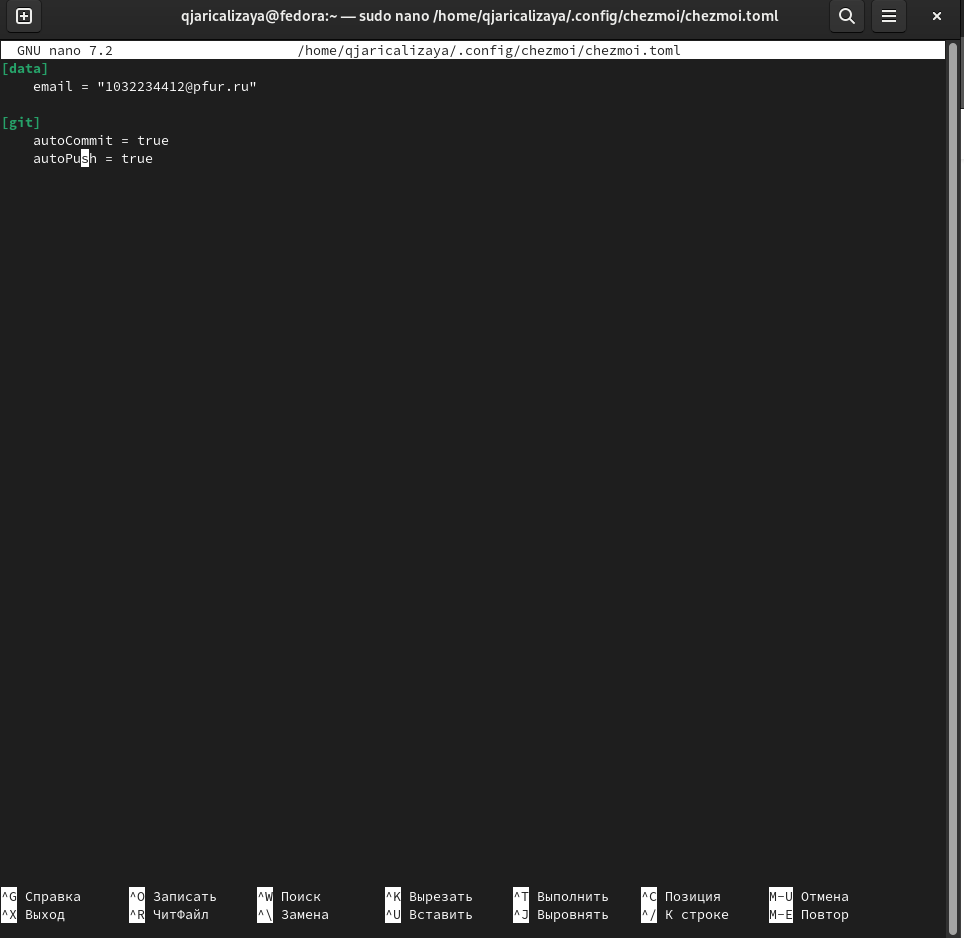 qjaricalizaya@fedora:~ — sudo nano /home/qjaricalizaya/.config/chezmoi/chezmoi.toml
GNU nano 7.2 /home/qjaricalizaya/.config/chezmoi/chezmoi.toml
[data]
    email = "1032234412@pfur.ru"

[git]
    autoCommit = true
    autoPush = true
^G Справка ^O Записать ^W Поиск ^K Вырезать ^T Выполнить ^C Позиция M-U Отмена
^X Выход ^R ЧитФайл ^\ Замена ^U Вставить ^J Выровнять ^/ К строке M-E Повтор